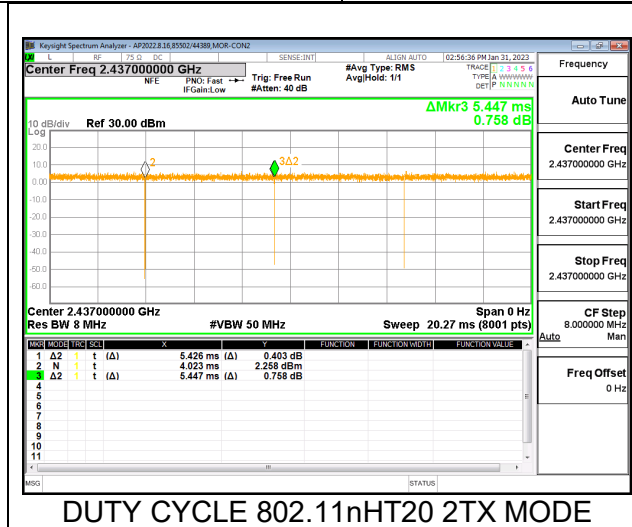 Keysight Spectrum Analyzer - AP2022.8.16,85502/44389,MOR-CON2
L RF 75 Ω DC SENSE:INT ALIGN AUTO 02:56:36 PM Jan 31, 2023
Center Freq 2.437000000 GHz
NFE
PNO: Fast
IFGain:Low
Trig: Free Run
#Atten: 40 dB
#Avg Type: RMS
Avg|Hold: 1/1
TRACE 1 2 3 4 5 6
TYPE A WWWWW
DET P N N N N N
ΔMkr3 5.447 ms
0.758 dB
10 dB/div Ref 30.00 dBm
Log
20.0
10.0
0.00
-10.0
-20.0
-30.0
-40.0
-50.0
-60.0
2
3Δ2
Center 2.437000000 GHz Span 0 Hz
Res BW 8 MHz #VBW 50 MHz Sweep 20.27 ms (8001 pts)
MKR MODE TRC SCL X Y FUNCTION FUNCTION WIDTH FUNCTION VALUE
1 Δ2 1 t (Δ) 5.426 ms (Δ) 0.403 dB
2 N 1 t 4.023 ms 2.258 dBm
3 Δ2 1 t (Δ) 5.447 ms (Δ) 0.758 dB
4
5
6
7
8
9
10
11
MSG STATUS
Frequency
Auto Tune
Center Freq
2.437000000 GHz
Start Freq
2.437000000 GHz
Stop Freq
2.437000000 GHz
CF Step
8.000000 MHz
Auto Man
Freq Offset
0 Hz
DUTY CYCLE 802.11nHT20 2TX MODE